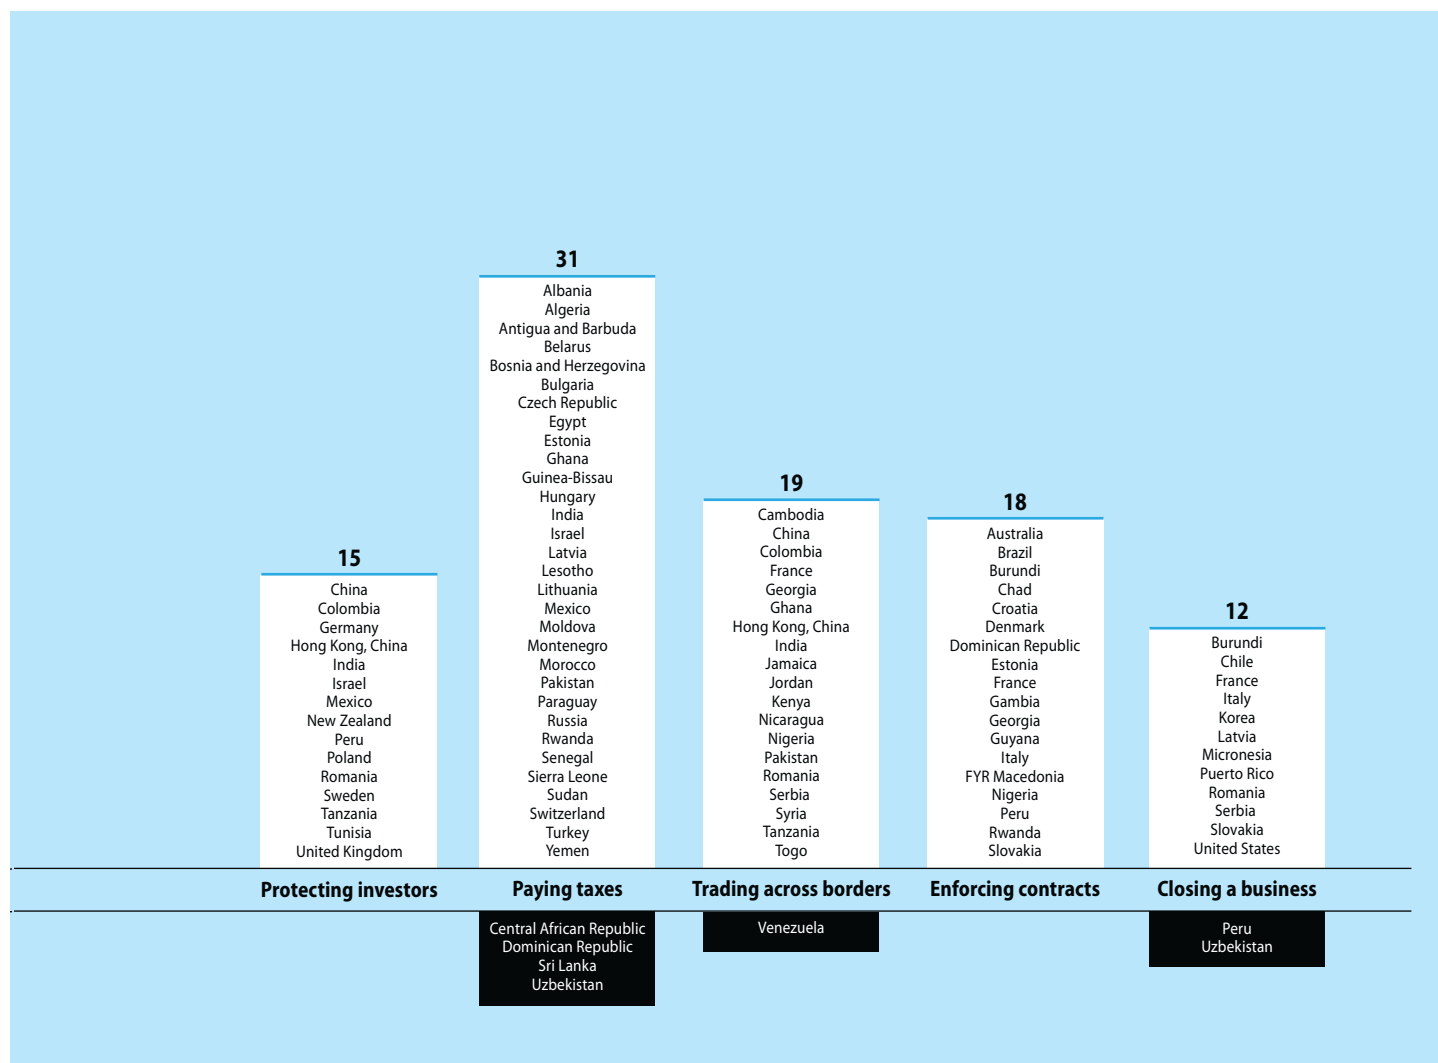 15
China
Colombia
Germany
Hong Kong, China
India
Israel
Mexico
New Zealand
Peru
Poland
Romania
Sweden
Tanzania
Tunisia
United Kingdom
Protecting investors
31
Albania
Algeria
Antigua and Barbuda
Belarus
Bosnia and Herzegovina
Bulgaria
Czech Republic
Egypt
Estonia
Ghana
Guinea-Bissau
Hungary
India
Israel
Latvia
Lesotho
Lithuania
Mexico
Moldova
Montenegro
Morocco
Pakistan
Paraguay
Russia
Rwanda
Senegal
Sierra Leone
Sudan
Switzerland
Turkey
Yemen
Paying taxes
Central African Republic
Dominican Republic
Sri Lanka
Uzbekistan
19
Cambodia
China
Colombia
France
Georgia
Ghana
Hong Kong, China
India
Jamaica
Jordan
Kenya
Nicaragua
Nigeria
Pakistan
Romania
Serbia
Syria
Tanzania
Togo
Trading across borders
Venezuela
18
Australia
Brazil
Burundi
Chad
Croatia
Denmark
Dominican Republic
Estonia
France
Gambia
Georgia
Guyana
Italy
FYR Macedonia
Nigeria
Peru
Rwanda
Slovakia
Enforcing contracts
12
Burundi
Chile
France
Italy
Korea
Latvia
Micronesia
Puerto Rico
Romania
Serbia
Slovakia
United States
Closing a business
Peru
Uzbekistan